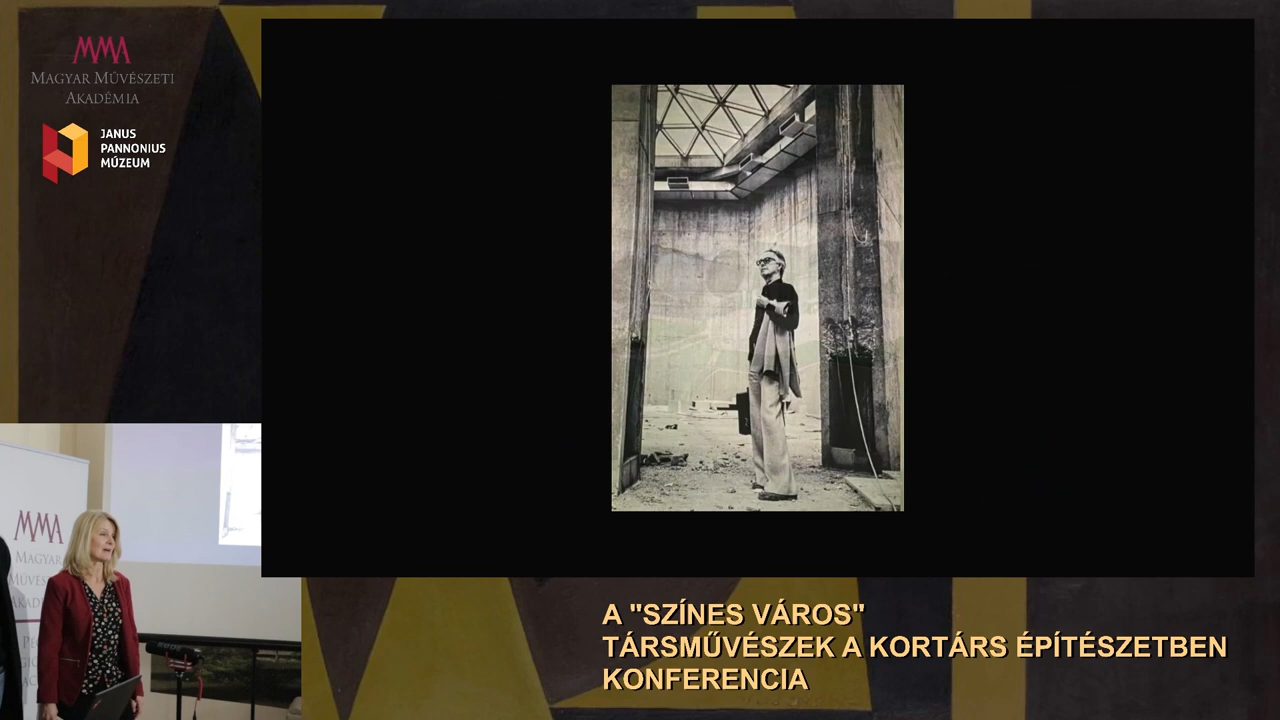 MMA
MAGYAR MŰVÉSZETI
AKADÉMIA
JANUS
PANNONIUS
MÚZEUM
MMA
MAGYAR
A "SZÍNES VÁROS"
TÁRSMŰVÉSZEK A KORTÁRS ÉPÍTÉSZETBEN
KONFERENCIA